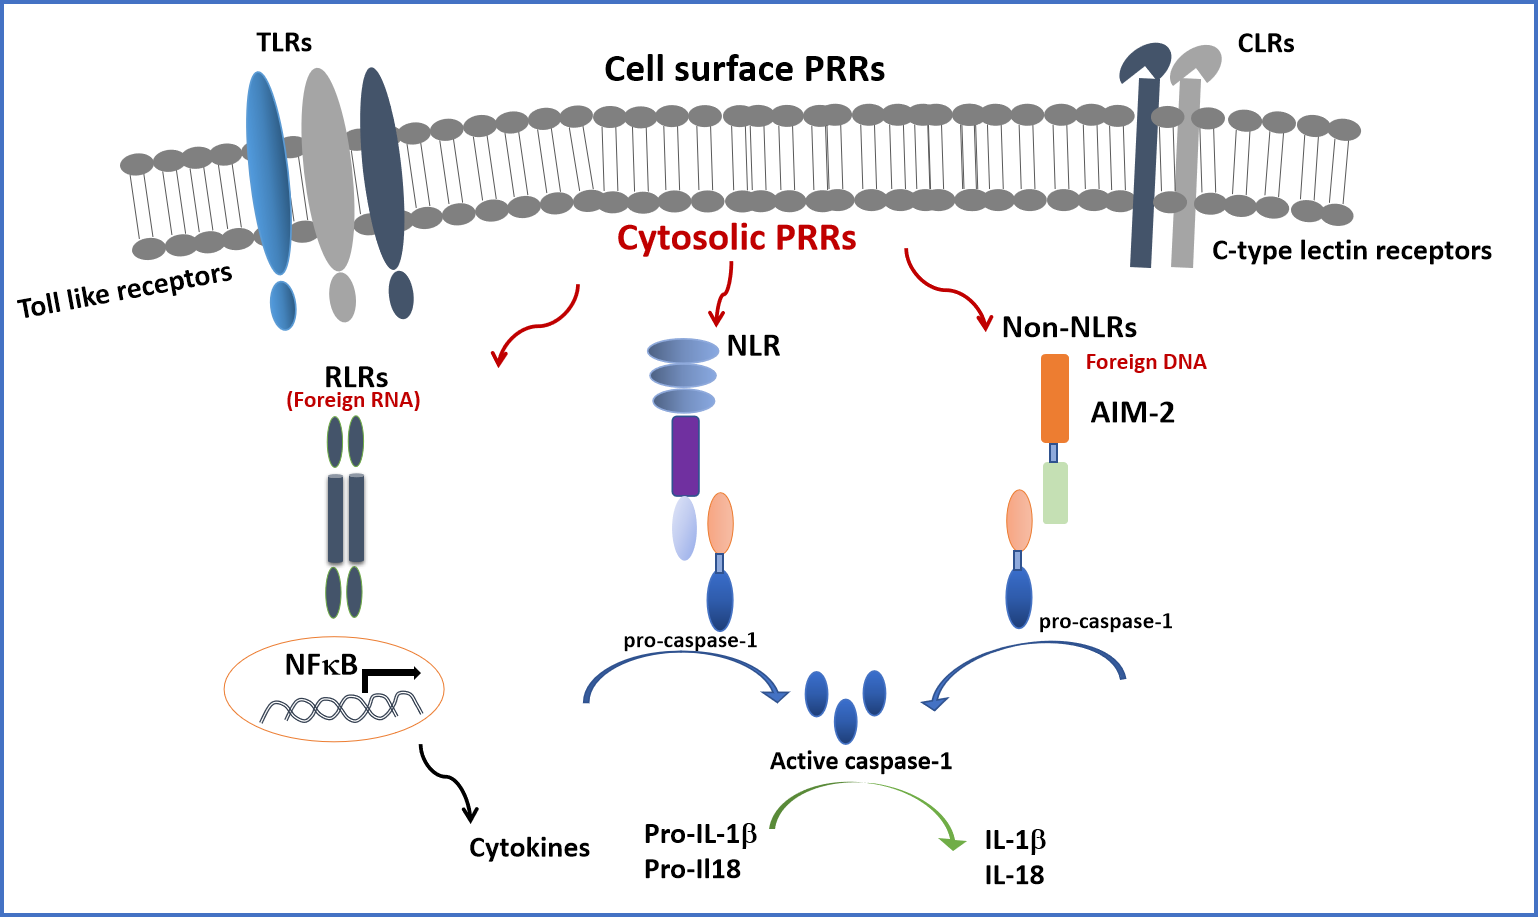 TLRs
Cell surface PRRs
CLRs
Toll like receptors
Cytosolic PRRs
C-type lectin receptors
RLRs
(Foreign RNA)
NLR
Non-NLRs
Foreign DNA
AIM-2
pro-caspase-1
pro-caspase-1
NFκB
Active caspase-1
Cytokines
Pro-IL-1β
Pro-Il18
IL-1β
IL-18